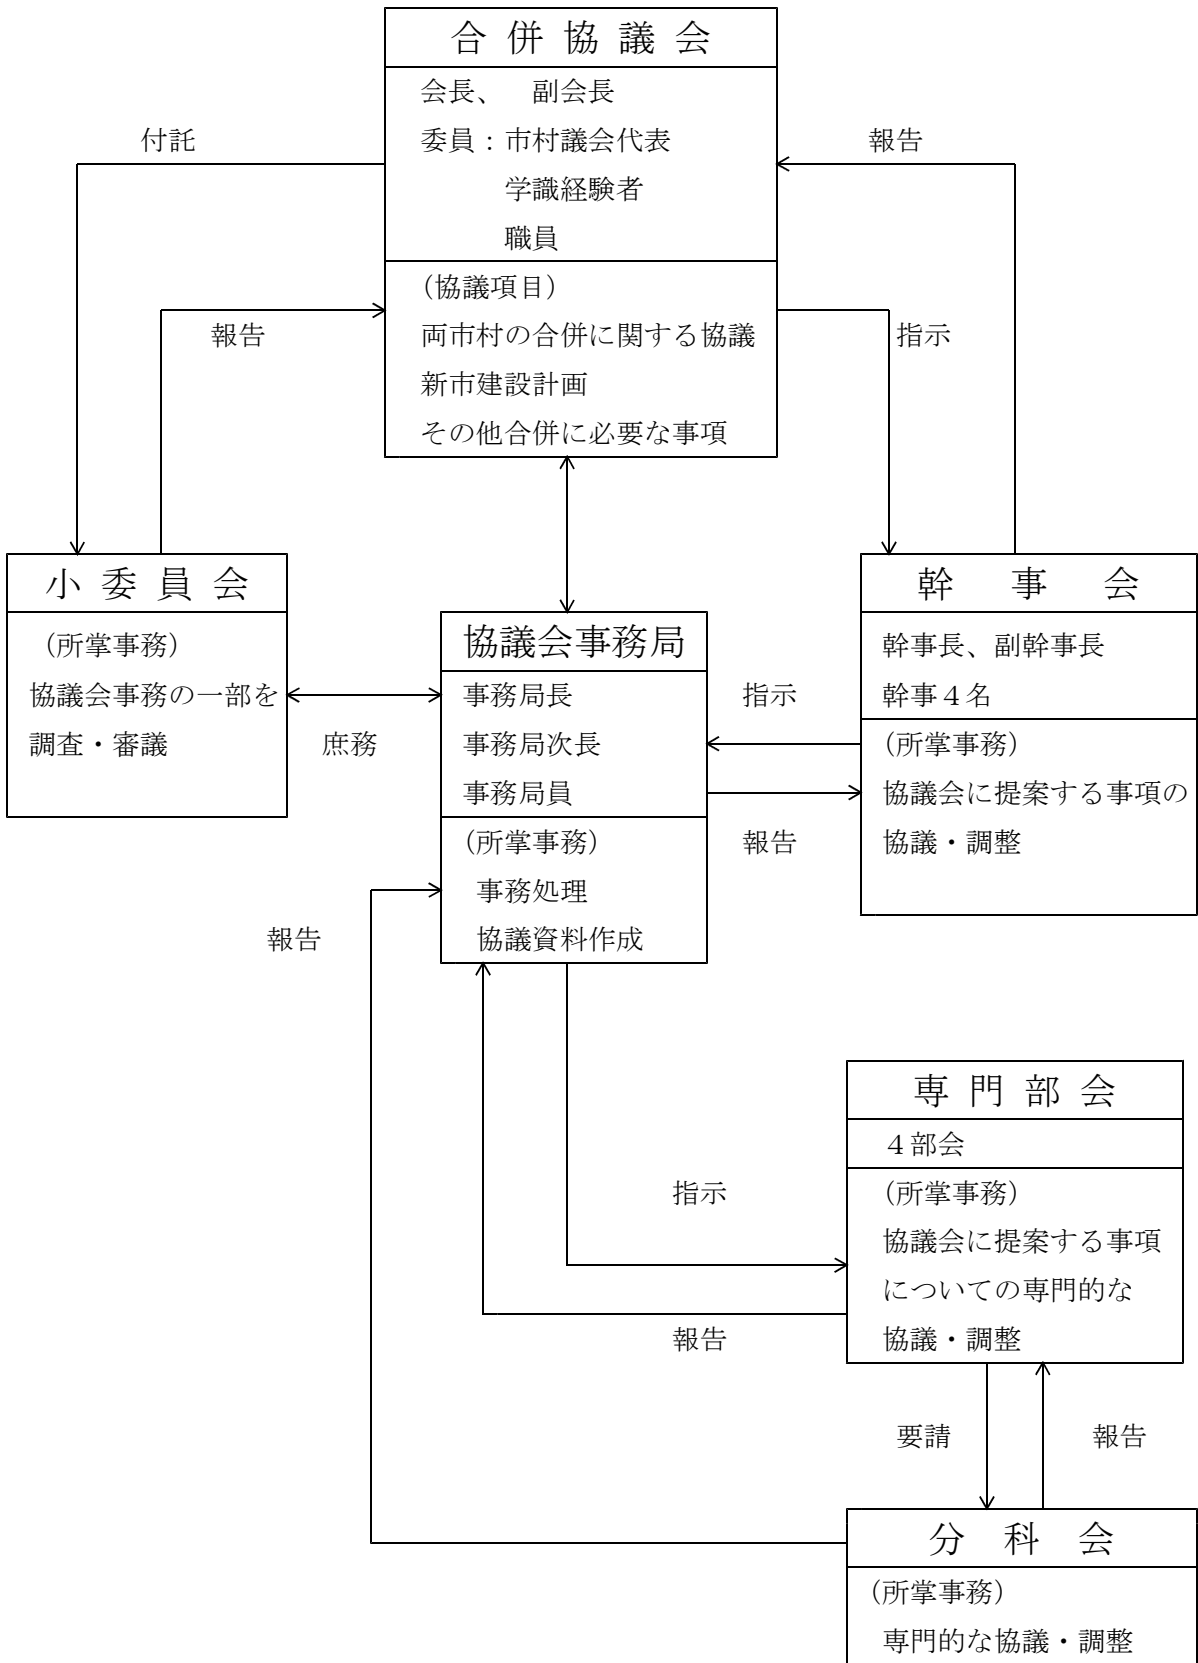 合併協議会
会長、　副会長
委員：市村議会代表
学識経験者
職員
（協議項目）
両市村の合併に関する協議
新市建設計画
その他合併に必要な事項
付託
報告
報告
指示
小委員会
（所掌事務）
協議会事務の一部を
調査・審議
庶務
協議会事務局
事務局長
事務局次長
事務局員
（所掌事務）
事務処理
協議資料作成
指示
報告
幹事会
幹事長、副幹事長
幹事４名
（所掌事務）
協議会に提案する事項の
協議・調整
報告
指示
報告
専門部会
４部会
（所掌事務）
協議会に提案する事項
についての専門的な
協議・調整
要請
報告
分科会
（所掌事務）
専門的な協議・調整